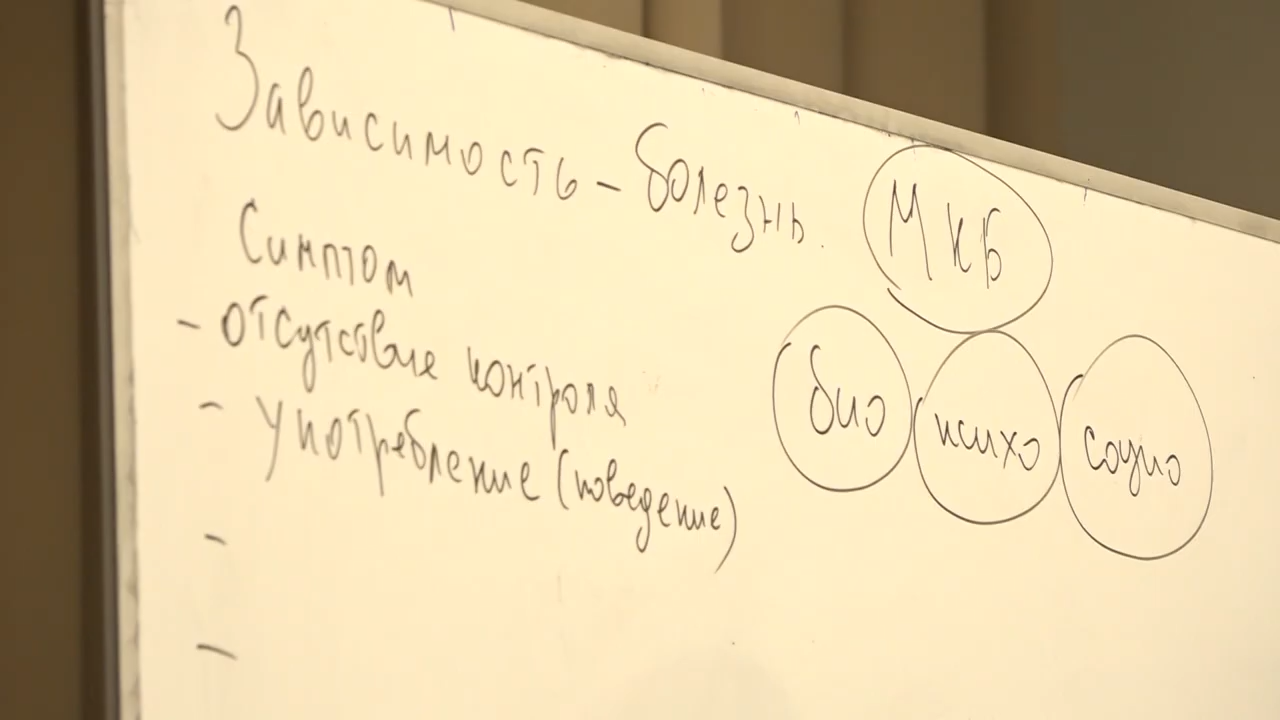 Зависимость - болезнь.
МКБ
био психо социо
Симптом
- отсутствие контроля
- Употребление (поведение)
-
-